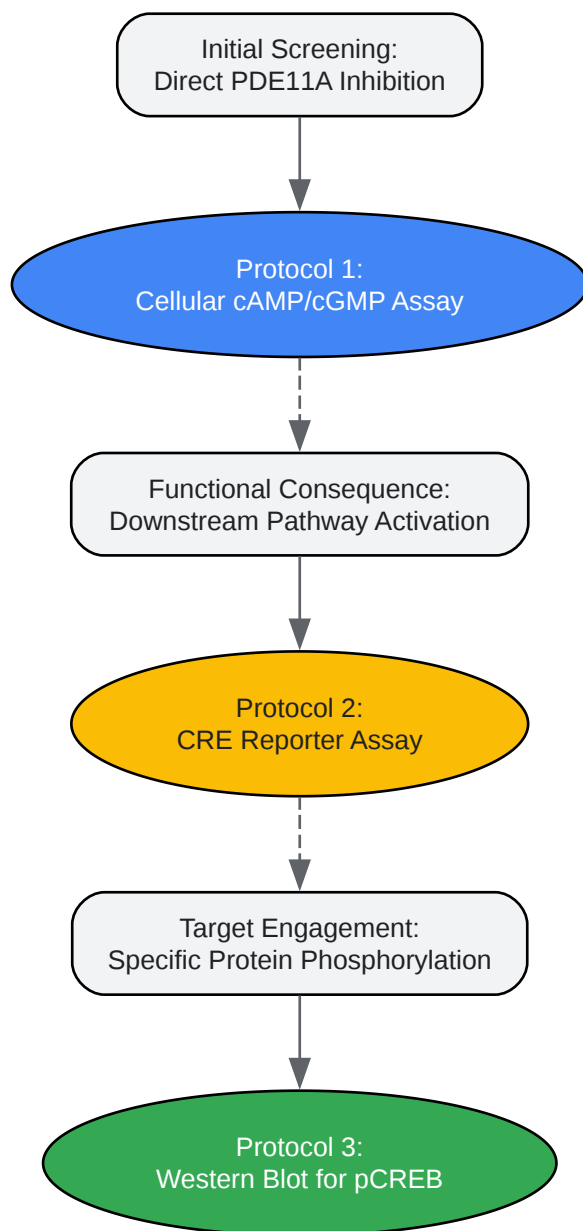 Initial Screening:
Direct PDE11A Inhibition
Protocol 1:
Cellular cAMP/cGMP Assay
Functional Consequence:
Downstream Pathway Activation
Protocol 2:
CRE Reporter Assay
Target Engagement:
Specific Protein Phosphorylation
Protocol 3:
Western Blot for pCREB